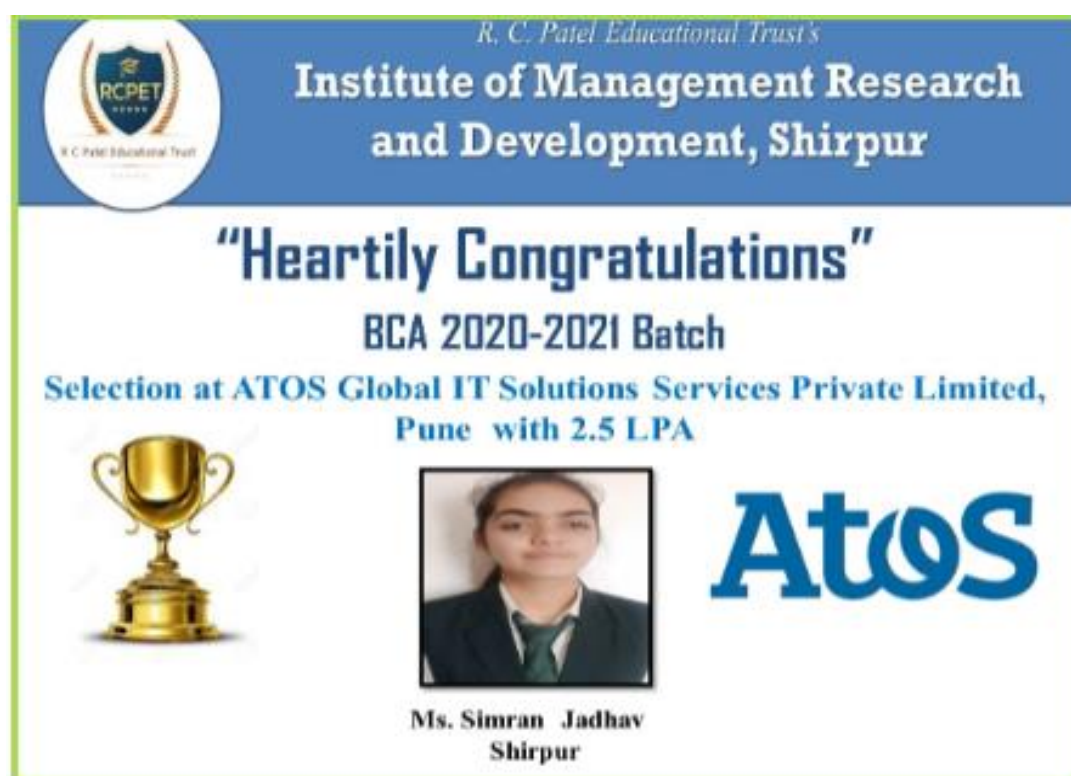 R. C. Patel Educational Trust's
Institute of Management Research
and Development, Shirpur
RCPET
R C Patel Educational Trust
"Heartily Congratulations"
BCA 2020-2021 Batch
Selection at ATOS Global IT Solutions Services Private Limited,
Pune with 2.5 LPA
AtoS
Ms. Simran Jadhav
Shirpur